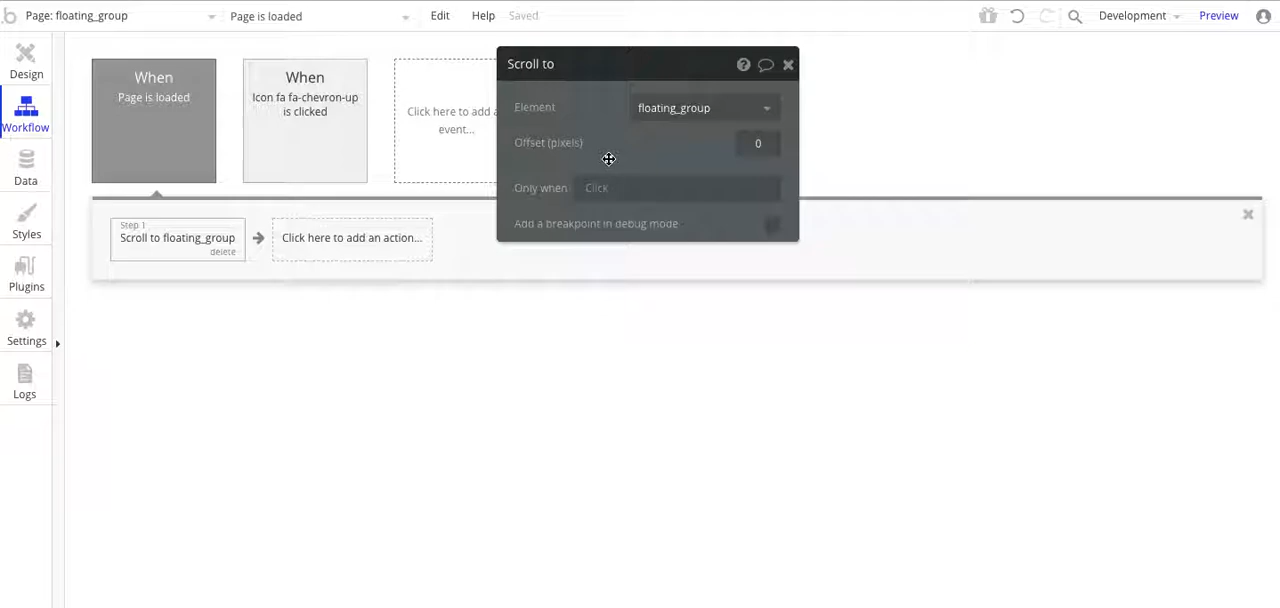 Page: floating_group
Page is loaded
Edit
Help
Saved
Development
Preview
Design
Workflow
Data
Styles
Plugins
Settings
Logs
When
Page is loaded
When
Icon fa fa-chevron-up
is clicked
Click here to add a
event...
Scroll to
Element
floating_group
Offset (pixels)
0
Only when
Click
Add a breakpoint in debug mode
Step 1
Scroll to floating_group
delete
Click here to add an action...